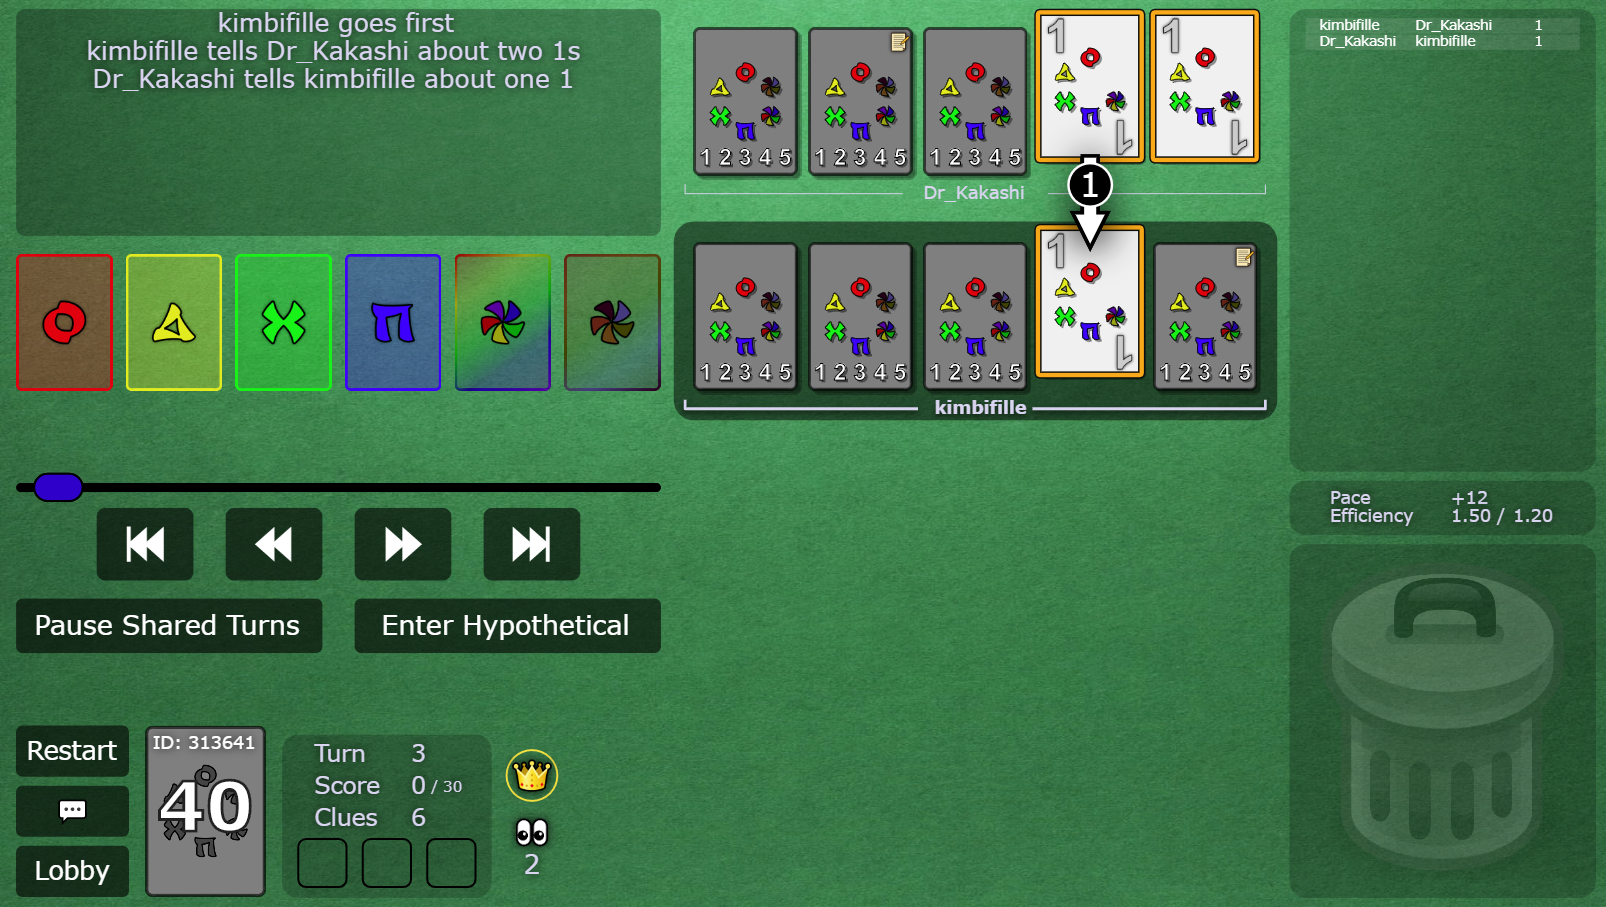 kimbifille goes first
kimbifille tells Dr_Kakashi about two 1s
Dr_Kakashi tells kimbifille about one 1
1 2 3 4 5
1 2 3 4 5
1 2 3 4 5
1
1
1
1
Dr_Kakashi
1
1 2 3 4 5
1 2 3 4 5
1 2 3 4 5
1
1
1 2 3 4 5
kimbifille
kimbifille Dr_Kakashi 1
Dr_Kakashi kimbifille 1
Pace +12
Efficiency 1.50 / 1.20
Pause Shared Turns
Enter Hypothetical
Restart
Lobby
ID: 313641
40
Turn 3
Score 0 / 30
Clues 6
2